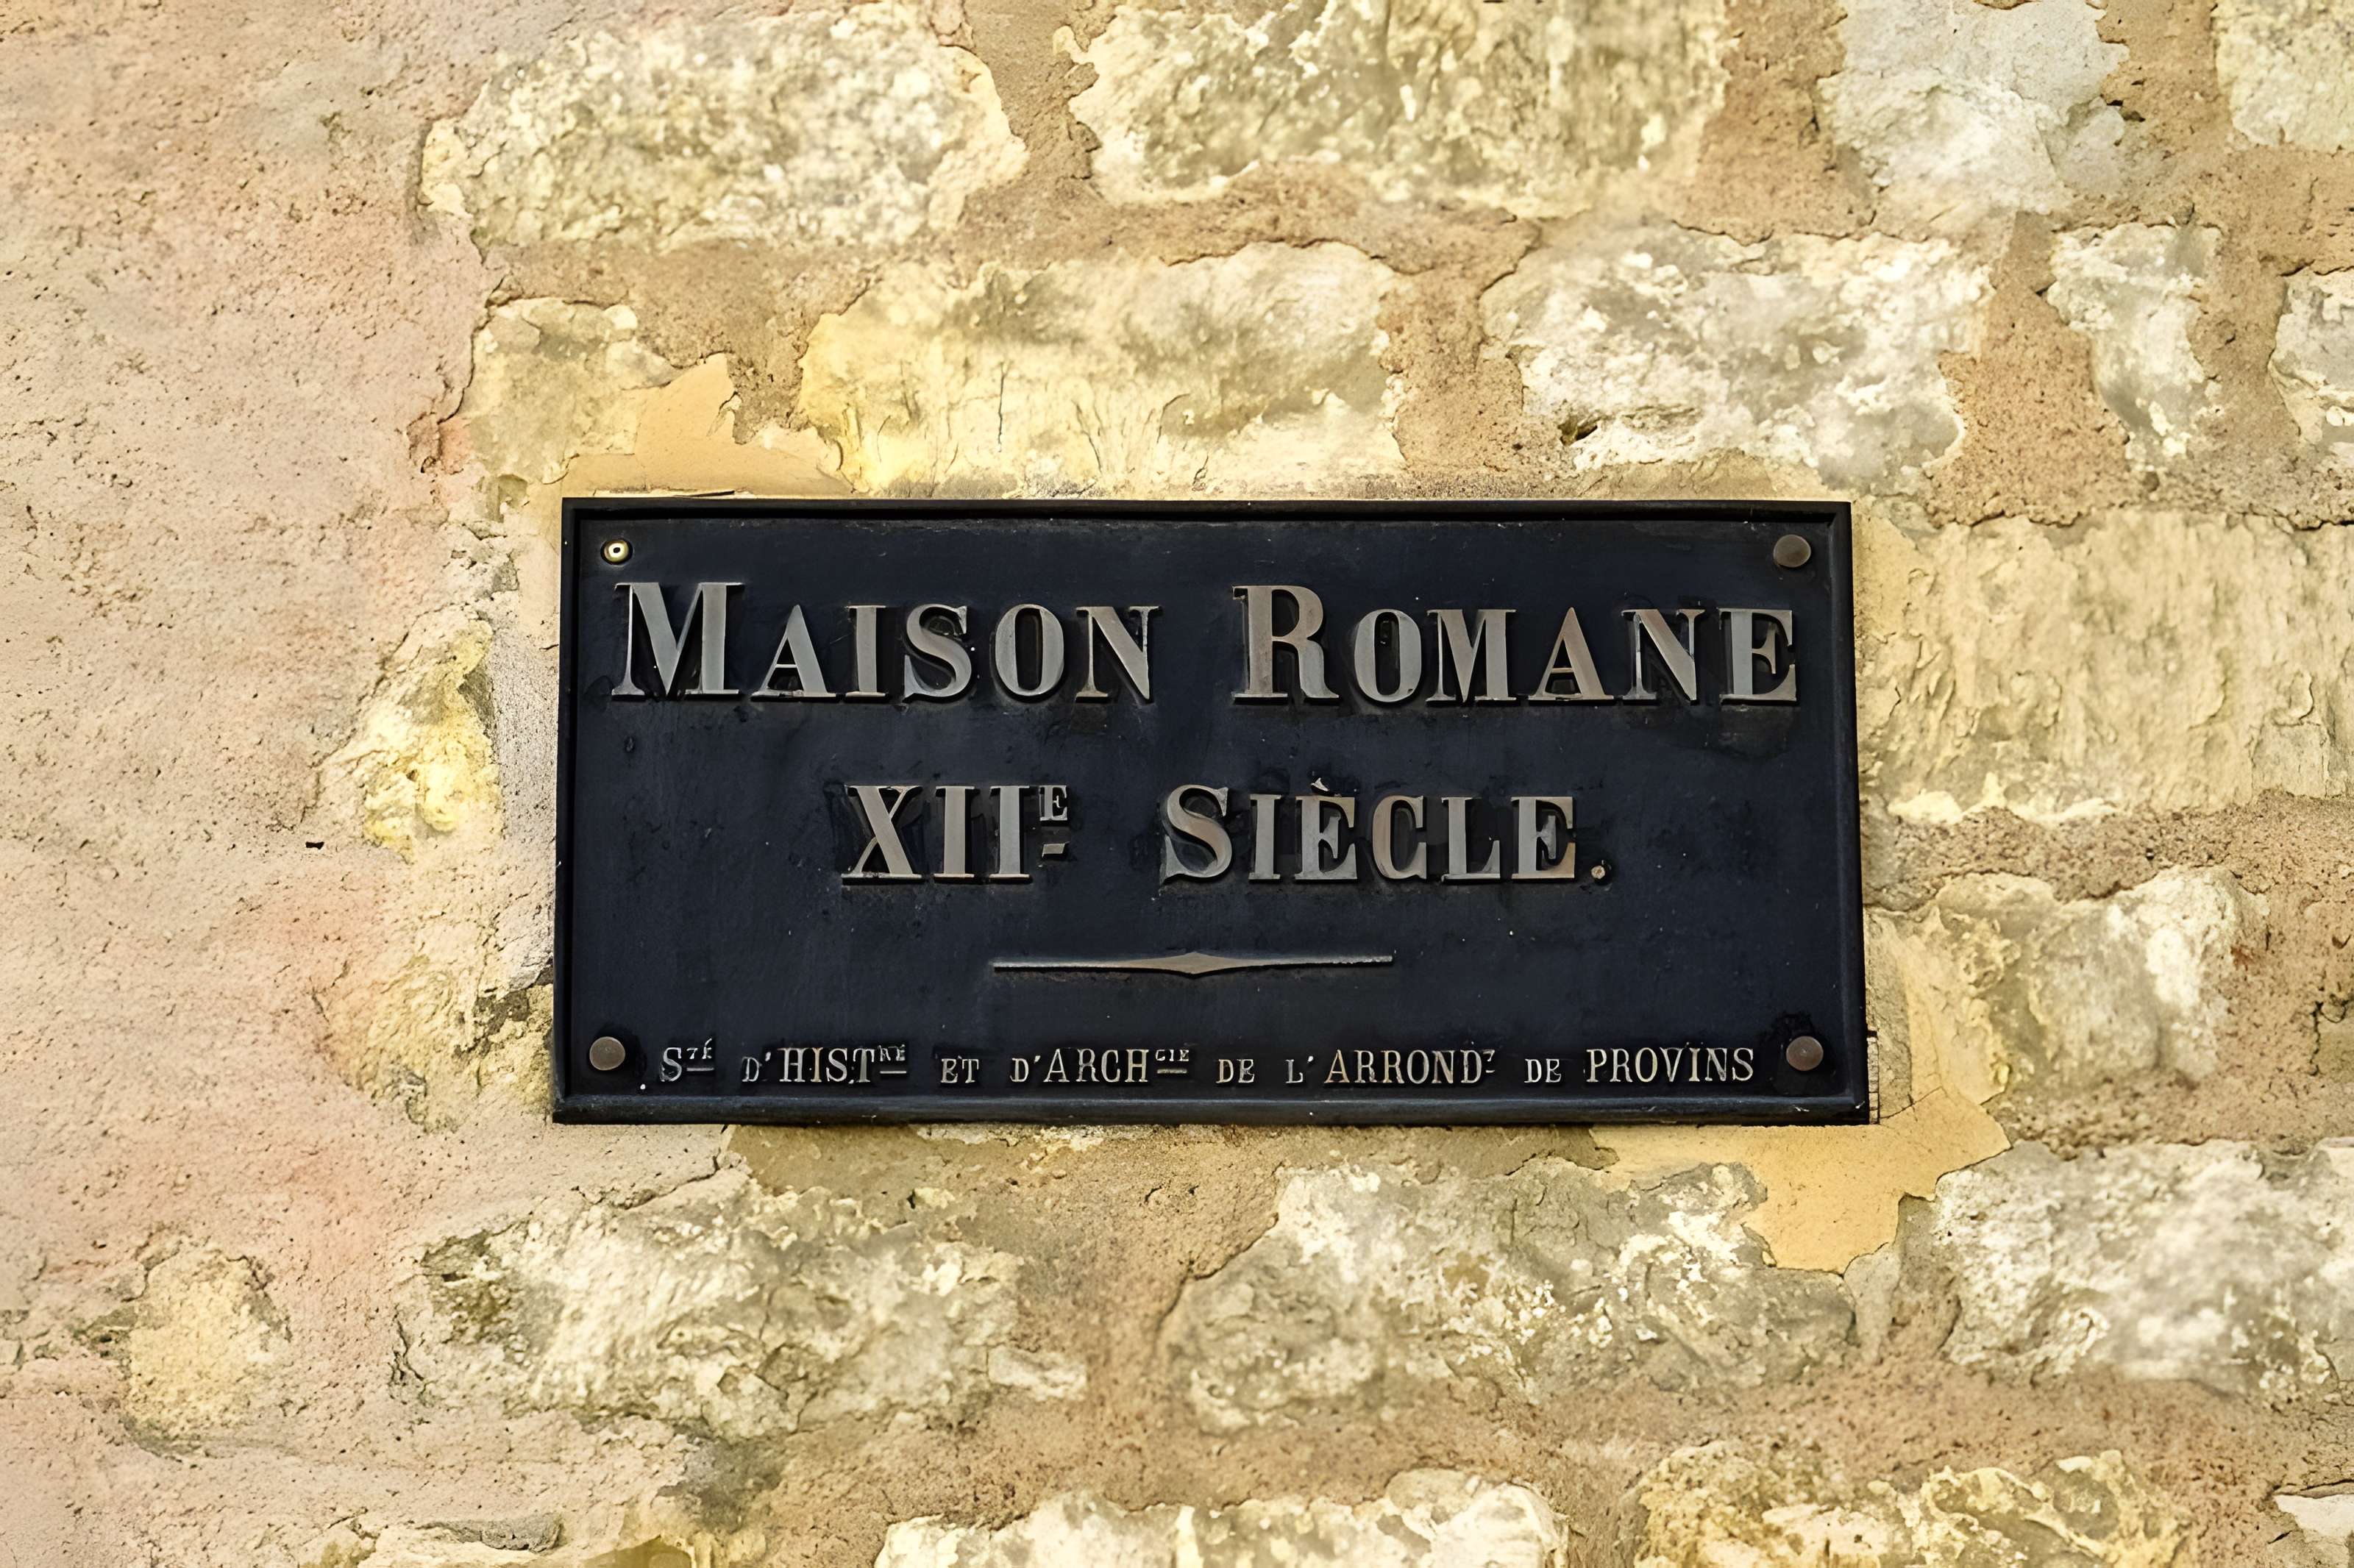 MAISON ROMANE
XIIE SIÈCLE.
STÉ D'HISTRE ET D'ARCHGIE DE L'ARRONDT DE PROVINS